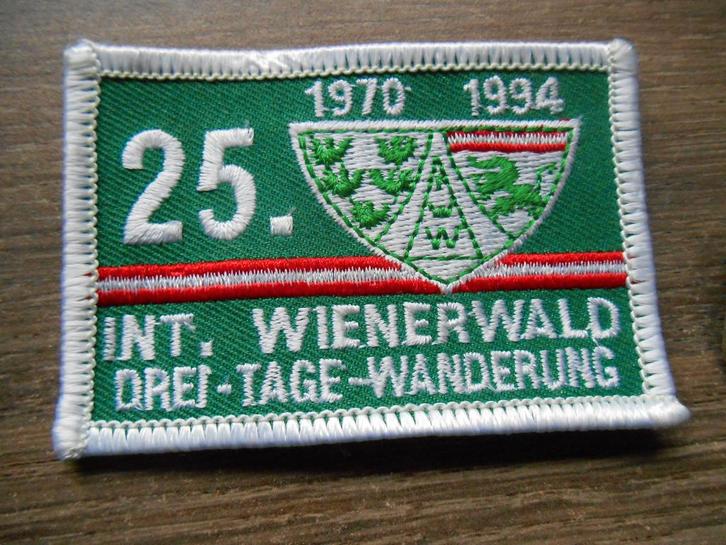 1970 1994
25.
INT. WIENERWALD
DREI-TAGE-WANDERUNG